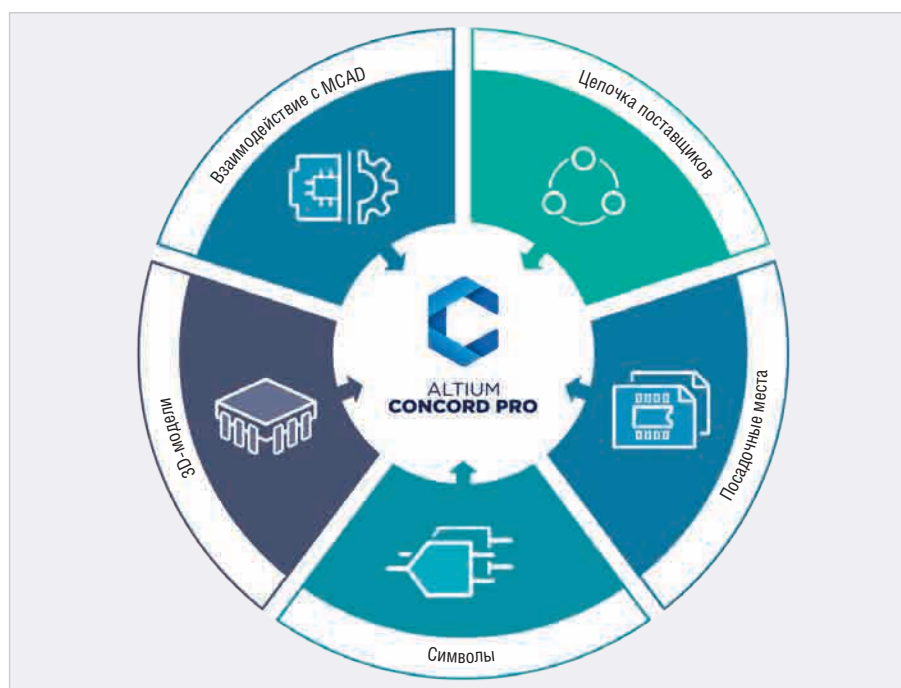 Взаимодействие с MCAD
Цепочка поставщиков
ALTIUM
CONCORD PRO
3D-модели
Посадочные места
Символы